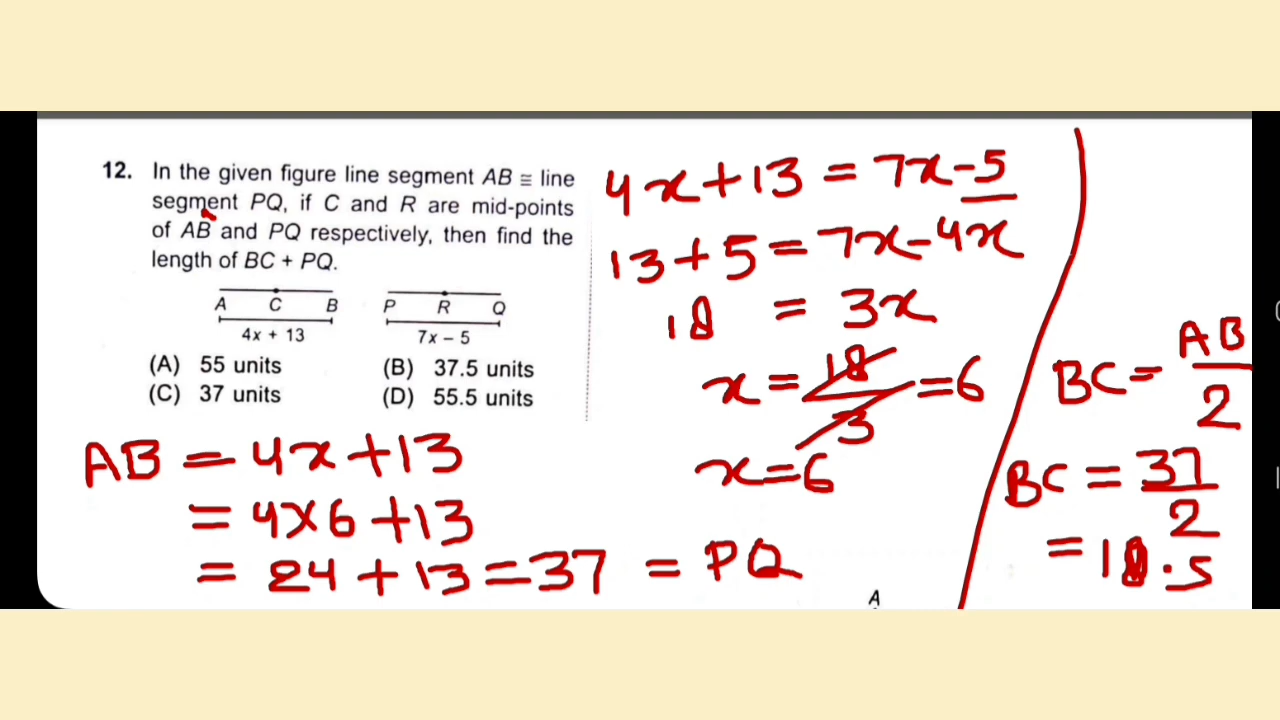 12. In the given figure line segment AB ≅ line
segment PQ, if C and R are mid-points
of AB and PQ respectively, then find the
length of BC + PQ.
A C B P R Q
4x + 13 7x – 5
(A) 55 units (B) 37.5 units
(C) 37 units (D) 55.5 units
AB = 4x + 13
= 4 × 6 + 13
= 24 + 13 = 37 = PQ
4x + 13 = 7x - 5
13 + 5 = 7x - 4x
18 = 3x
x = 18/3 = 6
x = 6
BC = AB/2
BC = 37/2
= 18.5
A